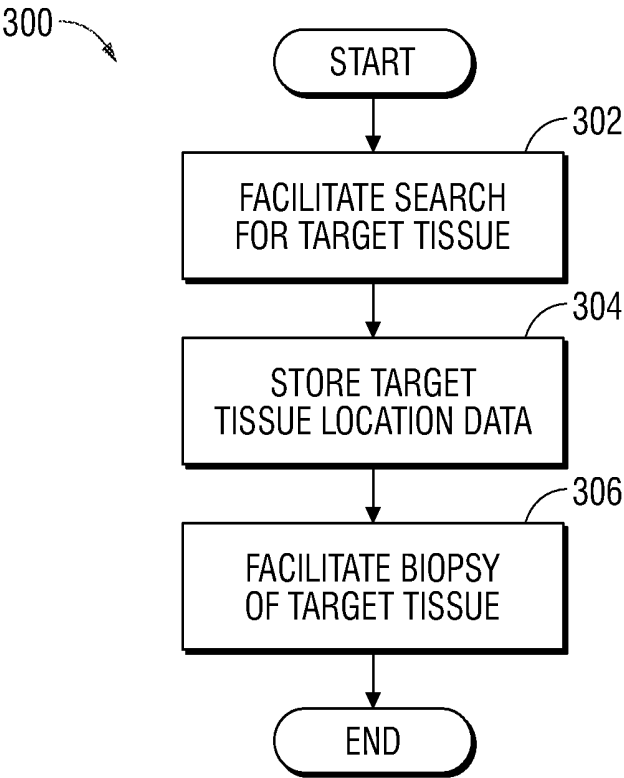 300
START
302
FACILITATE SEARCH
FOR TARGET TISSUE
304
STORE TARGET
TISSUE LOCATION DATA
306
FACILITATE BIOPSY
OF TARGET TISSUE
END